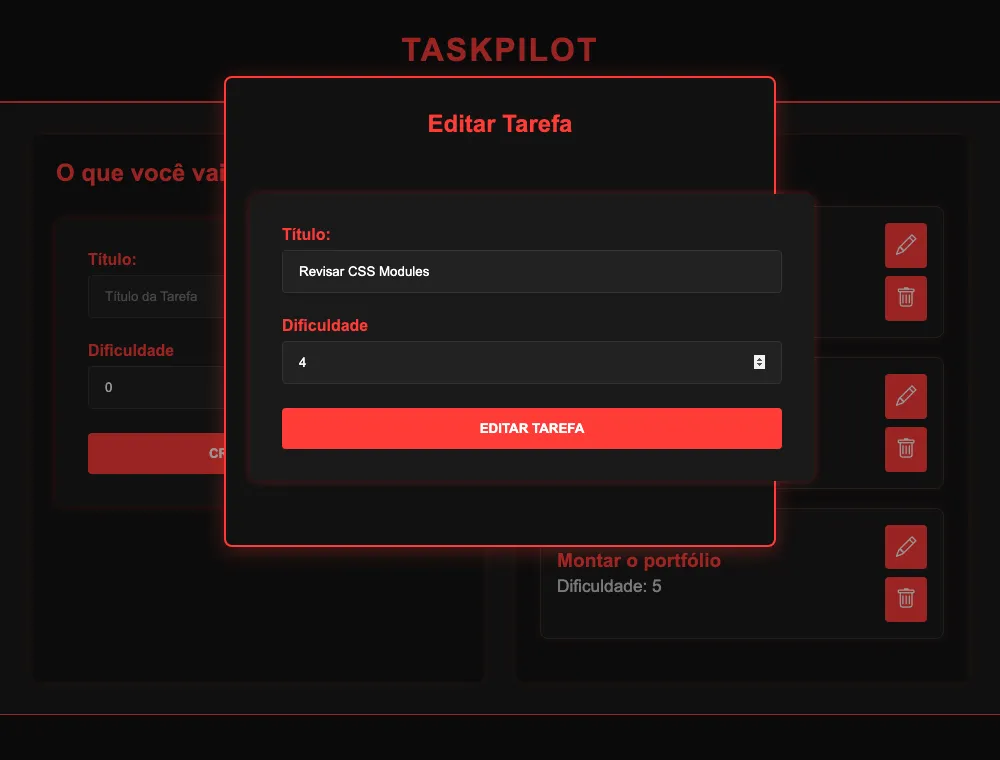 TASKPILOT
Editar Tarefa
O que você vai
Título:
Título da Tarefa
Dificuldade
0
CR
Título:
Revisar CSS Modules
Dificuldade
4
EDITAR TAREFA
Montar o portfólio
Dificuldade: 5